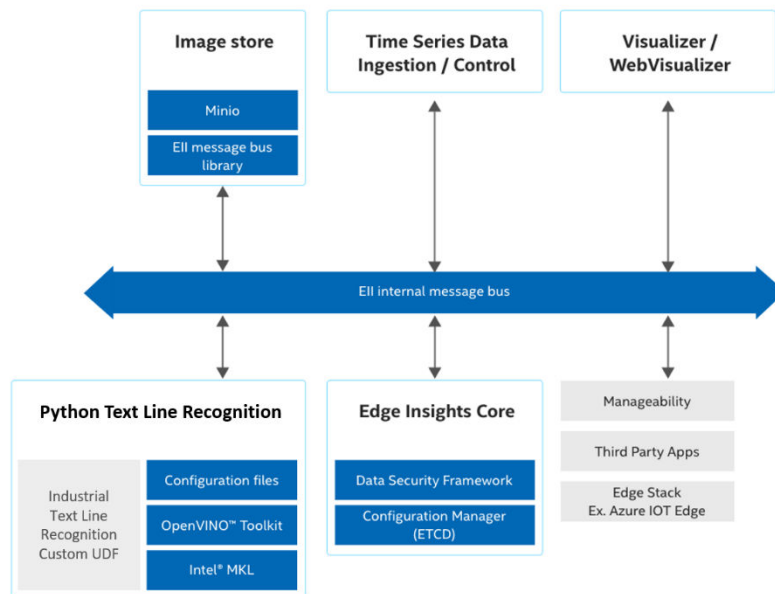 Image store
Minio
EII message bus
library
Time Series Data
Ingestion / Control
Visualizer /
WebVisualizer
EII internal message bus
Python Text Line Recognition
Industrial
Text Line
Recognition
Custom UDF
Configuration files
OpenVINO™ Toolkit
Intel® MKL
Edge Insights Core
Data Security Framework
Configuration Manager
(ETCD)
Manageability
Third Party Apps
Edge Stack
Ex. Azure IOT Edge